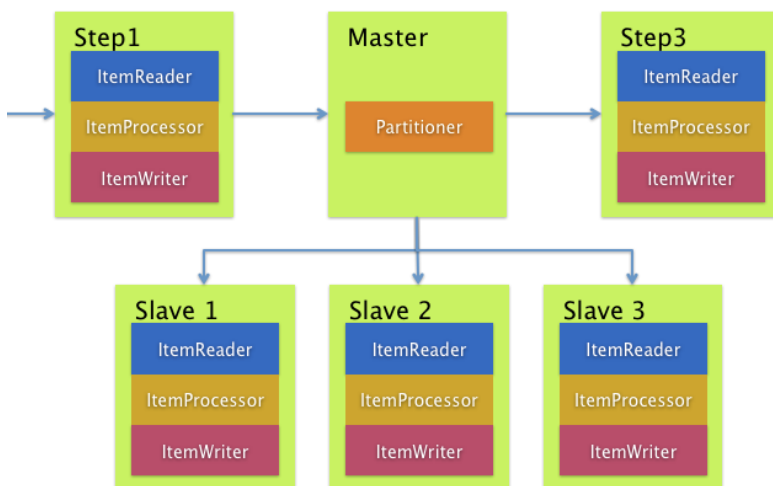 Step1
ItemReader
ItemProcessor
ItemWriter
Master
Partitioner
Step3
ItemReader
ItemProcessor
ItemWriter
Slave 1
ItemReader
ItemProcessor
ItemWriter
Slave 2
ItemReader
ItemProcessor
ItemWriter
Slave 3
ItemReader
ItemProcessor
ItemWriter